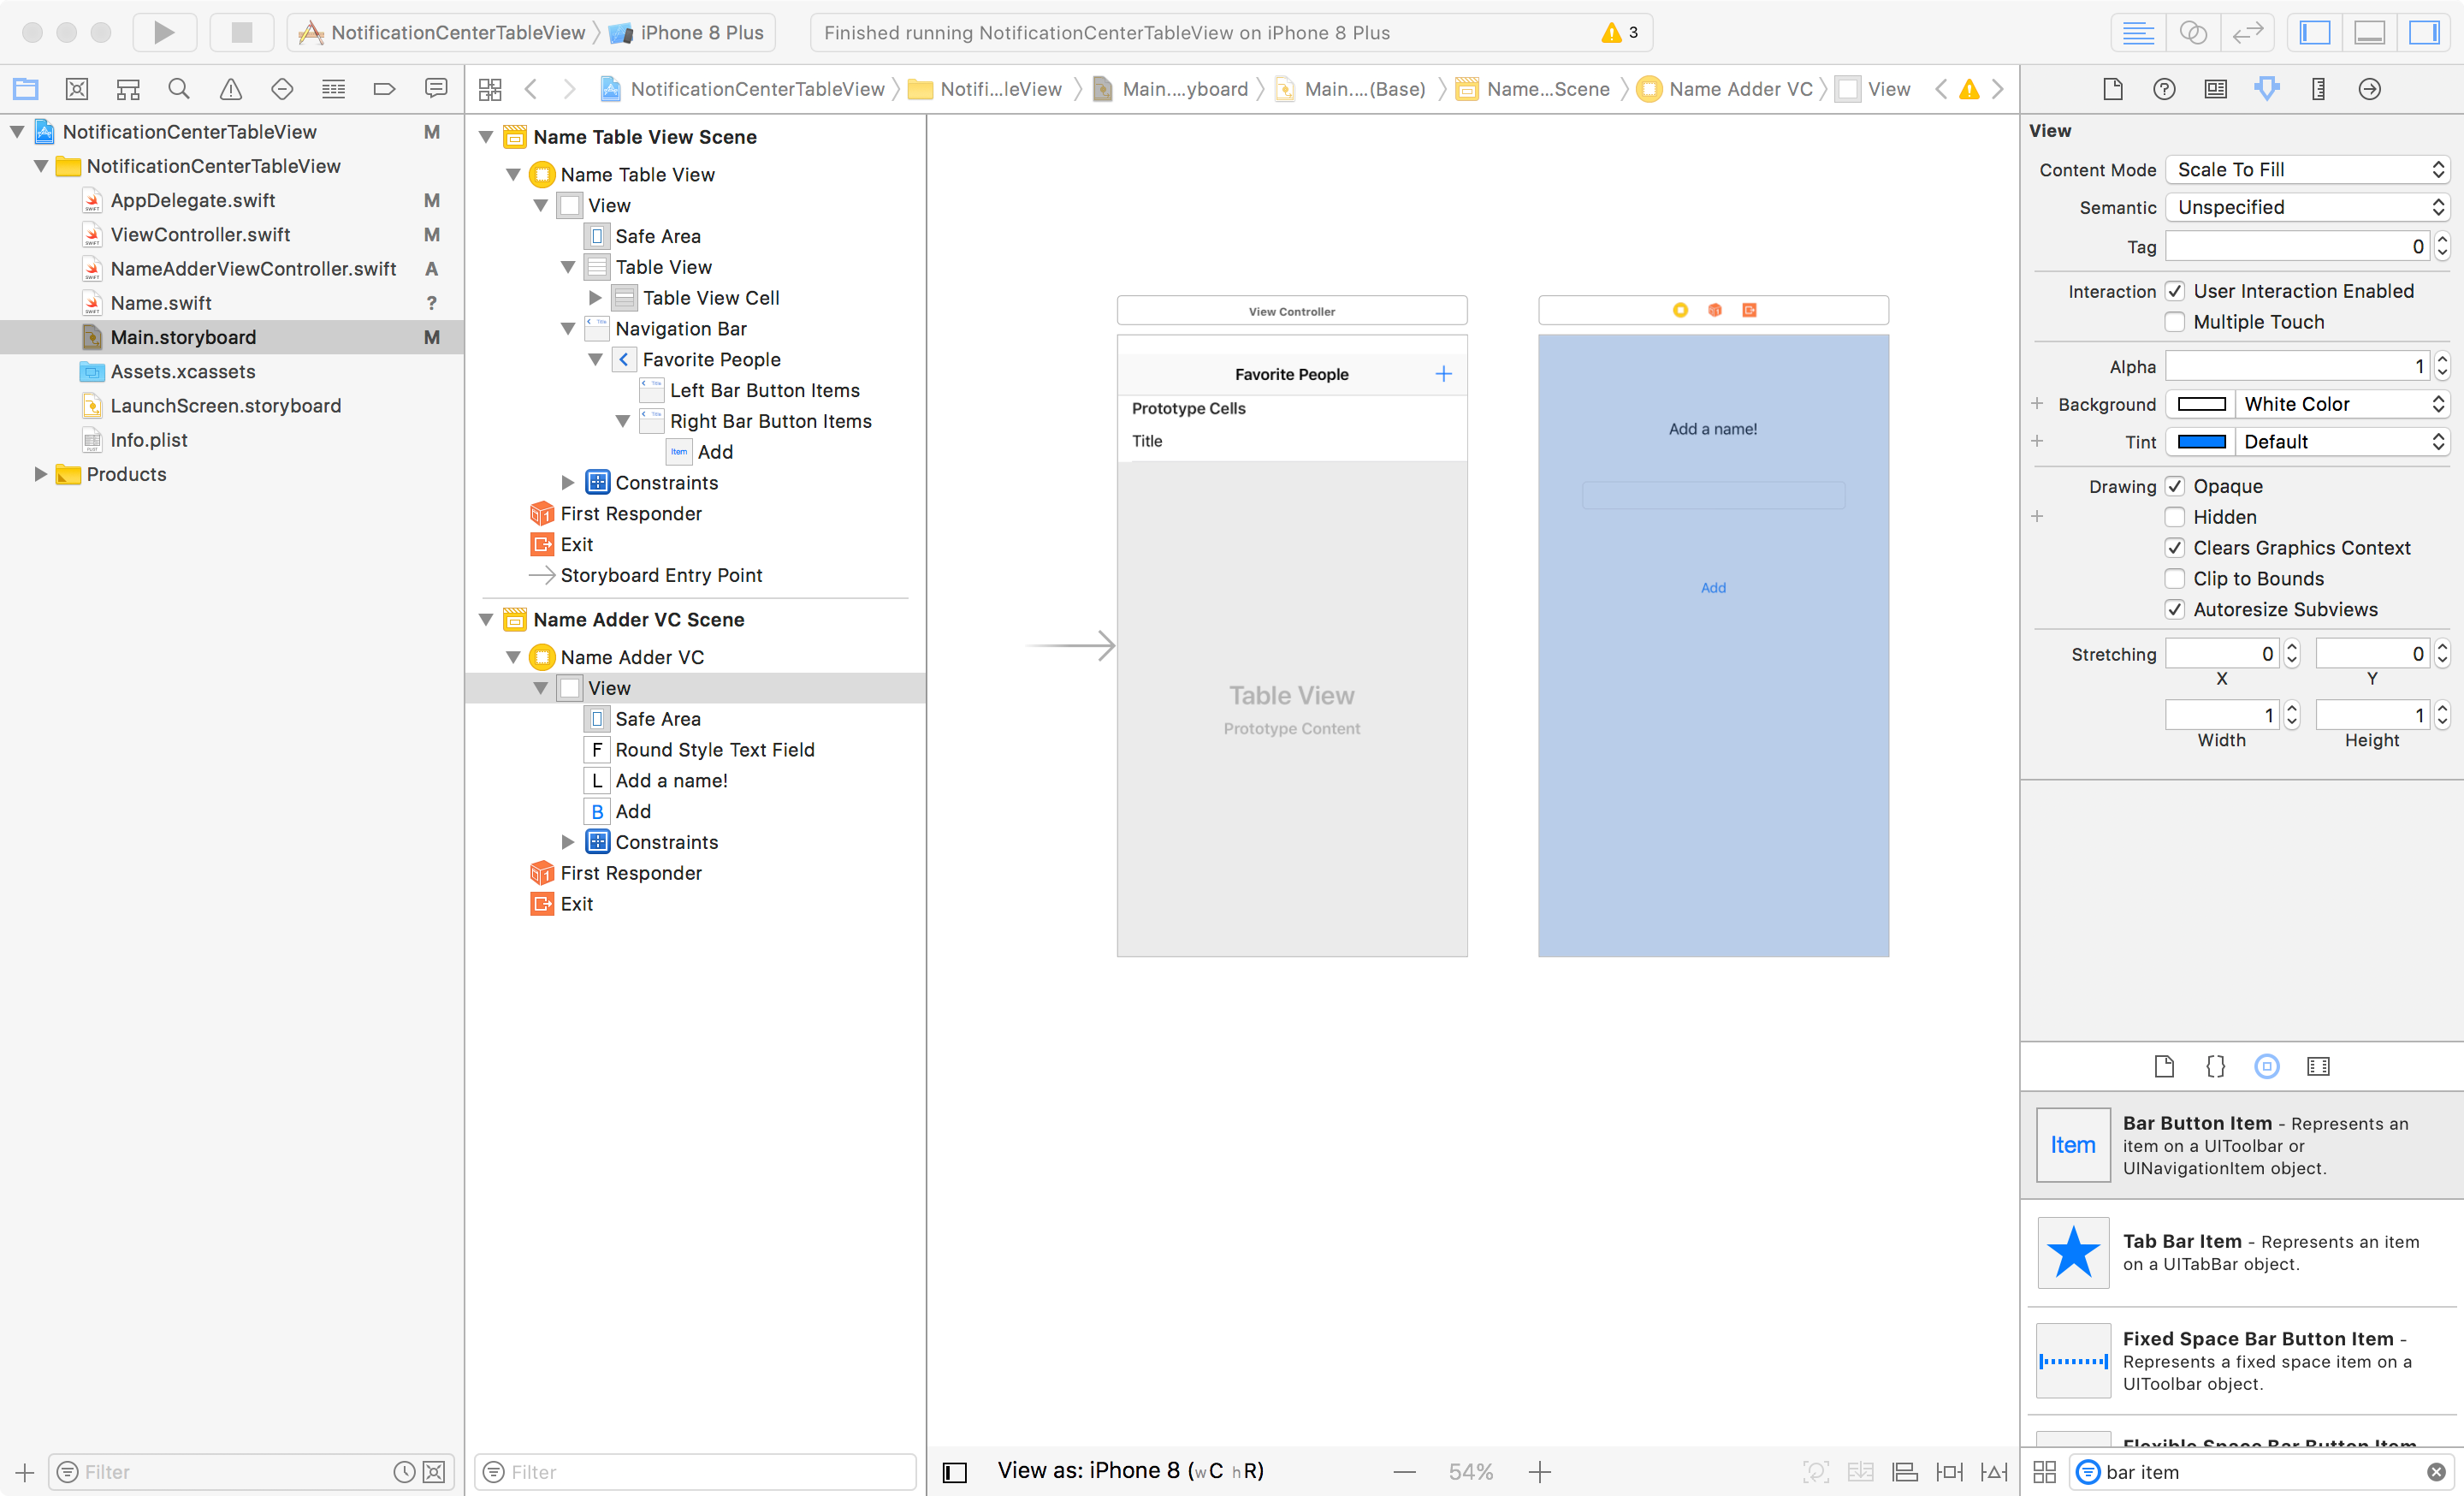 NotificationCenterTableView
iPhone 8 Plus
Finished running NotificationCenterTableView on iPhone 8 Plus
3
NotificationCenterTableView
Notifi...leView
Main....yboard
Main....(Base)
Name...Scene
Name Adder VC
View
NotificationCenterTableView M
NotificationCenterTableView
AppDelegate.swift M
ViewController.swift M
NameAdderViewController.swift A
Name.swift ?
Main.storyboard M
Assets.xcassets
LaunchScreen.storyboard
Info.plist
Products
Filter
Name Table View Scene
Name Table View
View
Safe Area
Table View
Table View Cell
Navigation Bar
Favorite People
Left Bar Button Items
Right Bar Button Items
Item Add
Constraints
First Responder
Exit
Storyboard Entry Point
Name Adder VC Scene
Name Adder VC
View
Safe Area
F Round Style Text Field
L Add a name!
B Add
Constraints
First Responder
Exit
Filter
View Controller
Favorite People
Prototype Cells
Title
Table View
Prototype Content
Add a name!
Add
View as: iPhone 8 (wC hR)
54%
View
Content Mode Scale To Fill
Semantic Unspecified
Tag 0
Interaction User Interaction Enabled
Multiple Touch
Alpha 1
Background White Color
Tint Default
Drawing Opaque
Hidden
Clears Graphics Context
Clip to Bounds
Autoresize Subviews
Stretching 0 0
X Y
1 1
Width Height
Item
Bar Button Item - Represents an
item on a UIToolbar or
UINavigationItem object.
Tab Bar Item - Represents an item
on a UITabBar object.
Fixed Space Bar Button Item -
Represents a fixed space item on a
UIToolbar object.
Flexible Space Bar Button Item
bar item